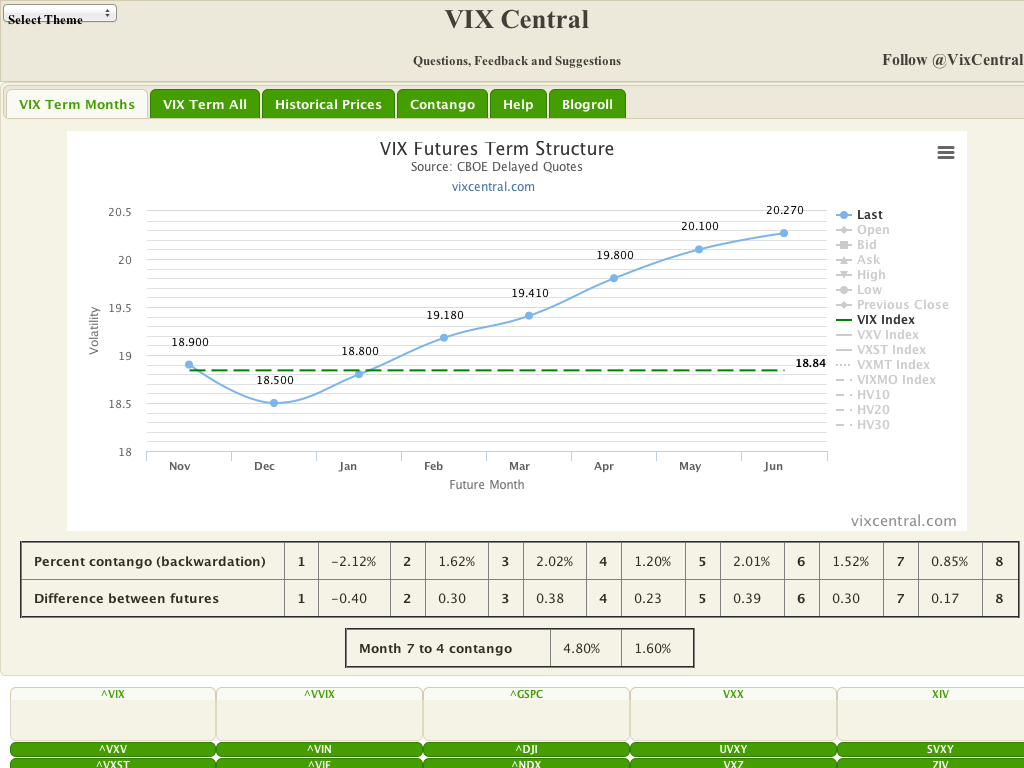 Select Theme
VIX Central
Questions, Feedback and Suggestions
Follow @VixCentral
VIX Term Months
VIX Term All
Historical Prices
Contango
Help
Blogroll
VIX Futures Term Structure
Source: CBOE Delayed Quotes
vixcentral.com
Volatility
20.5
20
19.5
19
18.5
18
18.900
18.500
18.800
19.180
19.410
19.800
20.100
20.270
18.84
Nov Dec Jan Feb Mar Apr May Jun
Future Month
Last
Open
Bid
Ask
High
Low
Previous Close
VIX Index
VXV Index
VXST Index
VXMT Index
VIXMO Index
HV10
HV20
HV30
vixcentral.com
Percent contango (backwardation) 1 −2.12% 2 1.62% 3 2.02% 4 1.20% 5 2.01% 6 1.52% 7 0.85% 8
Difference between futures 1 −0.40 2 0.30 3 0.38 4 0.23 5 0.39 6 0.30 7 0.17 8
Month 7 to 4 contango 4.80% 1.60%
^VIX ^VVIX ^GSPC VXX XIV
^VXV ^VIN ^DJI UVXY SVXY
^VXST ^VIF ^NDX VXZ ZIV